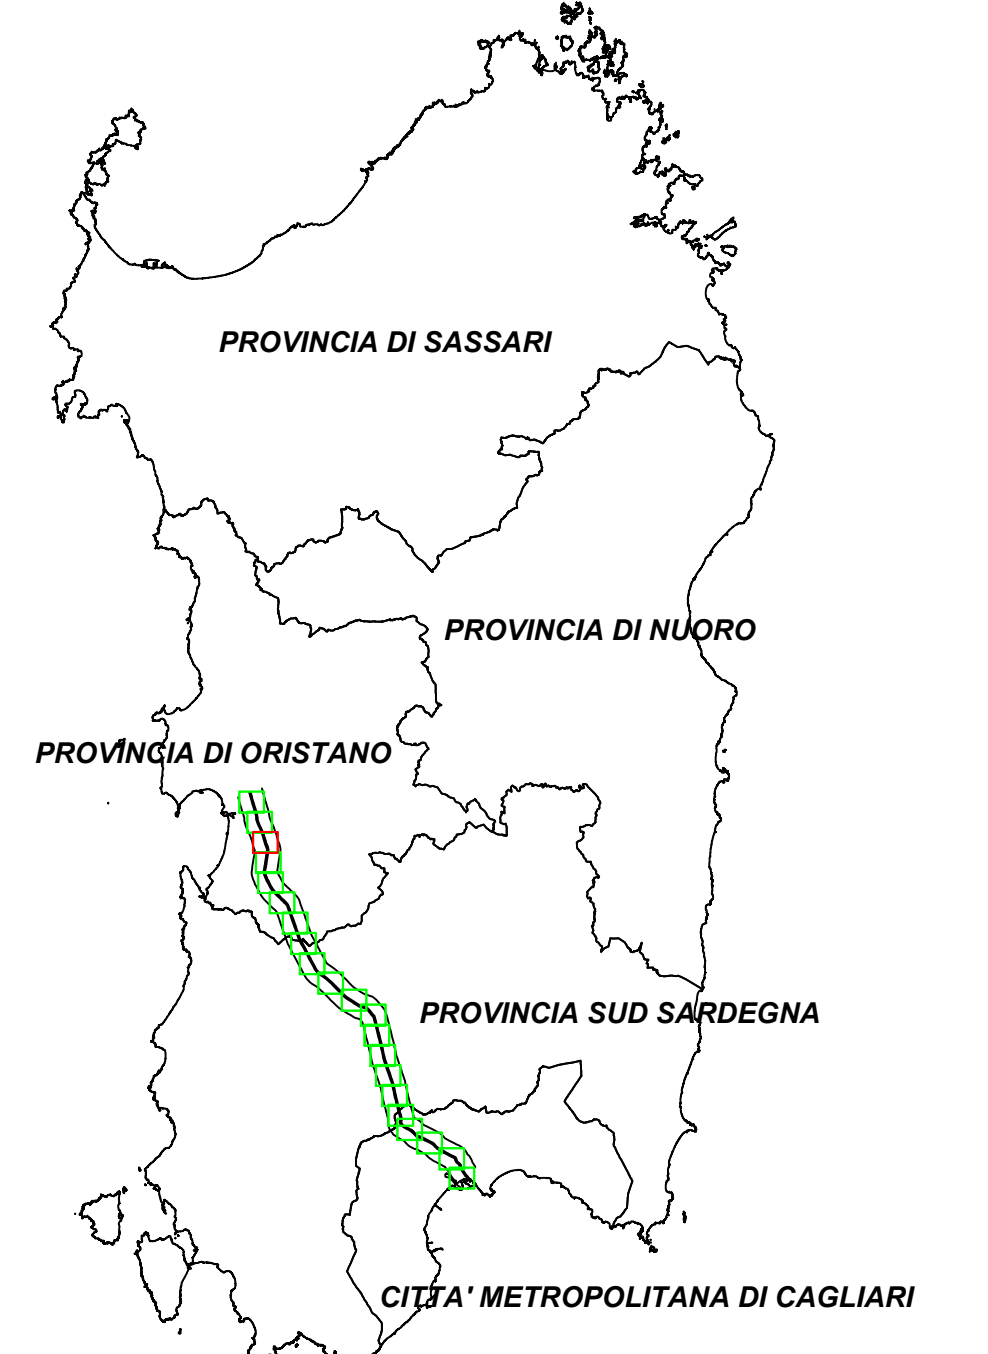 PROVINCIA DI SASSARI
PROVINCIA DI NUORO
PROVINCIA DI ORISTANO
PROVINCIA SUD SARDEGNA
CITTA' METROPOLITANA DI CAGLIARI